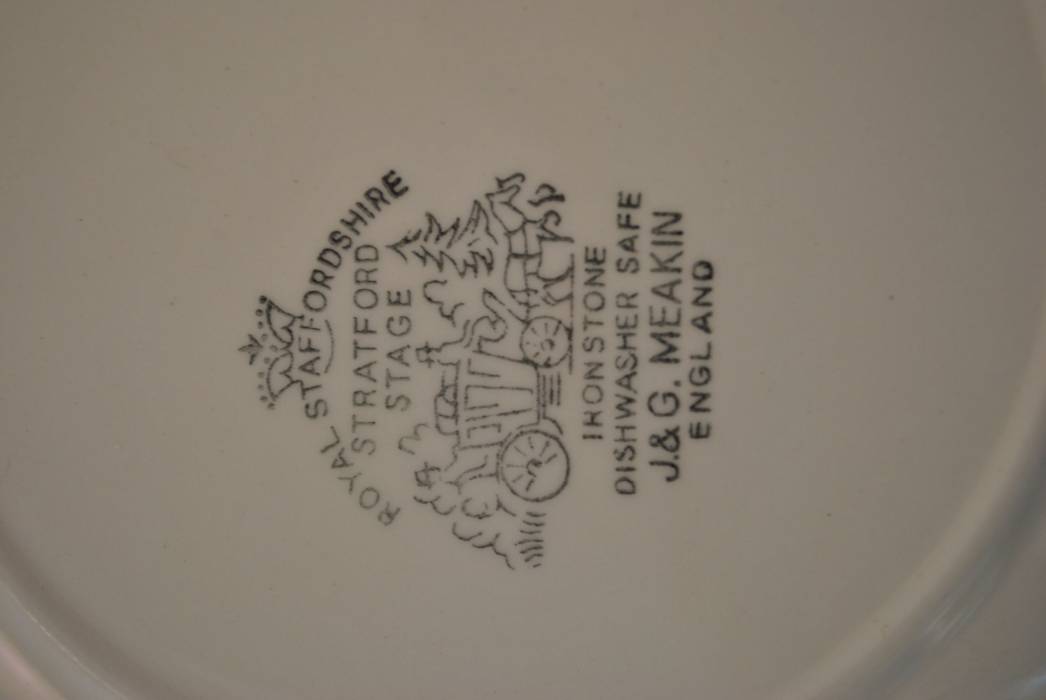 ROYAL STAFFORDSHIRE
STRATFORD
STAGE
IRONSTONE
DISHWASHER SAFE
J.& G. MEAKIN
ENGLAND